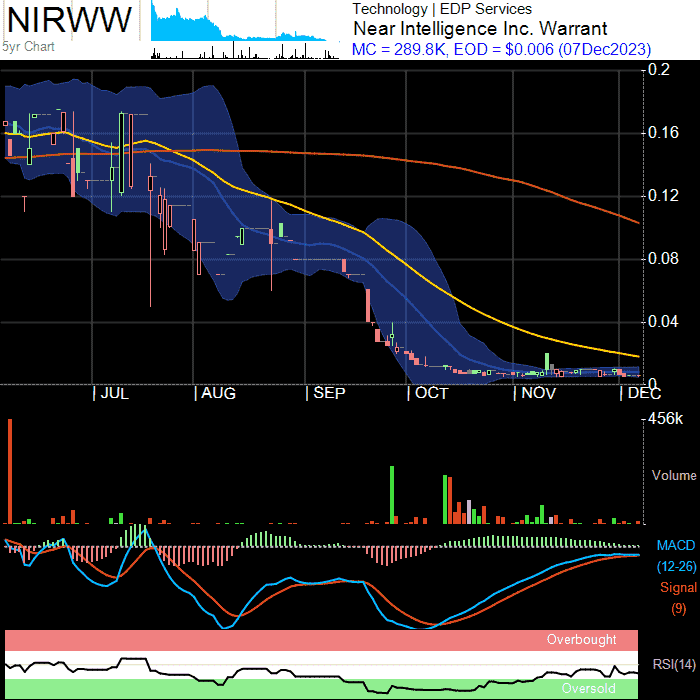 NIRWW
5yr Chart
Technology | EDP Services
Near Intelligence Inc. Warrant
MC = 289.8K, EOD = $0.006 (07Dec2023)
0.2
0.16
0.12
0.08
0.04
0
JUL AUG SEP OCT NOV DEC
456k
Volume
MACD
(12-26)
Signal
(9)
Overbought
RSI(14)
Oversold